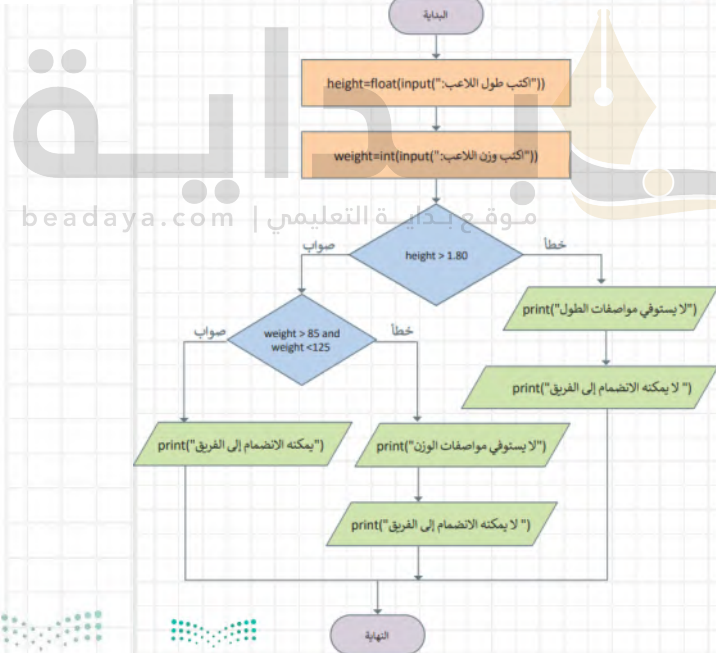 البداية
height=float(input("اكتب طول اللاعب:"))
weight=int(input("اكتب وزن اللاعب:"))
بـدايـــة
beadaya.com | موقع بـدايـــة التعليمي
height > 1.80
صواب
خطأ
print("لا يستوفي مواصفات الطول")
print("لا يمكنه الانضمام إلى الفريق ")
weight > 85 and
weight <125
صواب
خطأ
print("يمكنه الانضمام إلى الفريق")
print("لا يستوفي مواصفات الوزن")
print("لا يمكنه الانضمام إلى الفريق ")
النهاية